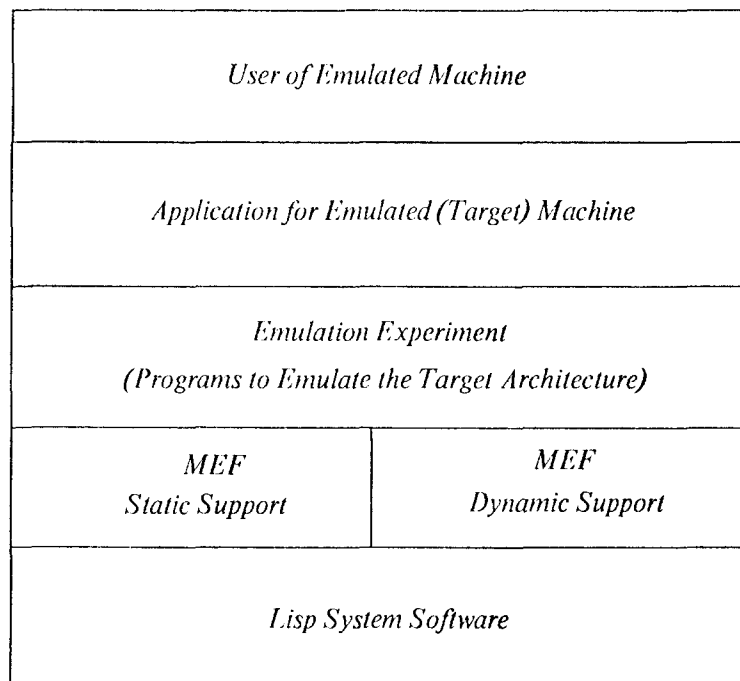 User of Emulated Machine
Application for Emulated (Target) Machine
Emulation Experiment
(Programs to Emulate the Target Architecture)
MEF
Static Support
MEF
Dynamic Support
Lisp System Software